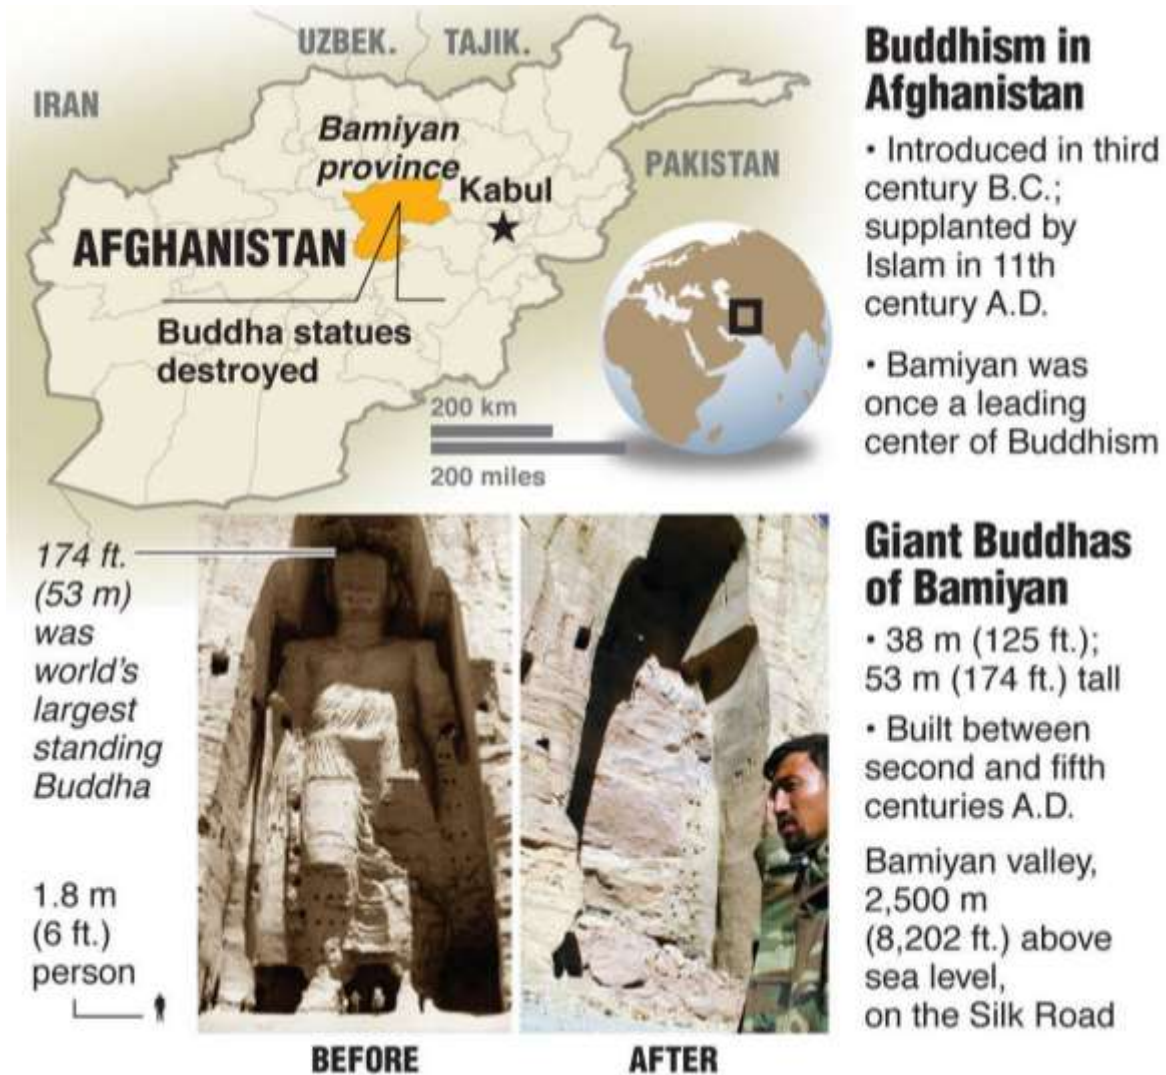 UZBEK.
TAJIK.
IRAN
Bamiyan
province
PAKISTAN
Kabul
AFGHANISTAN
Buddha statues
destroyed
200 km
200 miles
Buddhism in
Afghanistan
• Introduced in third
century B.C.;
supplanted by
Islam in 11th
century A.D.
• Bamiyan was
once a leading
center of Buddhism
174 ft.
(53 m)
was
world's
largest
standing
Buddha
1.8 m
(6 ft.)
person
BEFORE
AFTER
Giant Buddhas
of Bamiyan
• 38 m (125 ft.);
53 m (174 ft.) tall
• Built between
second and fifth
centuries A.D.
Bamiyan valley,
2,500 m
(8,202 ft.) above
sea level,
on the Silk Road